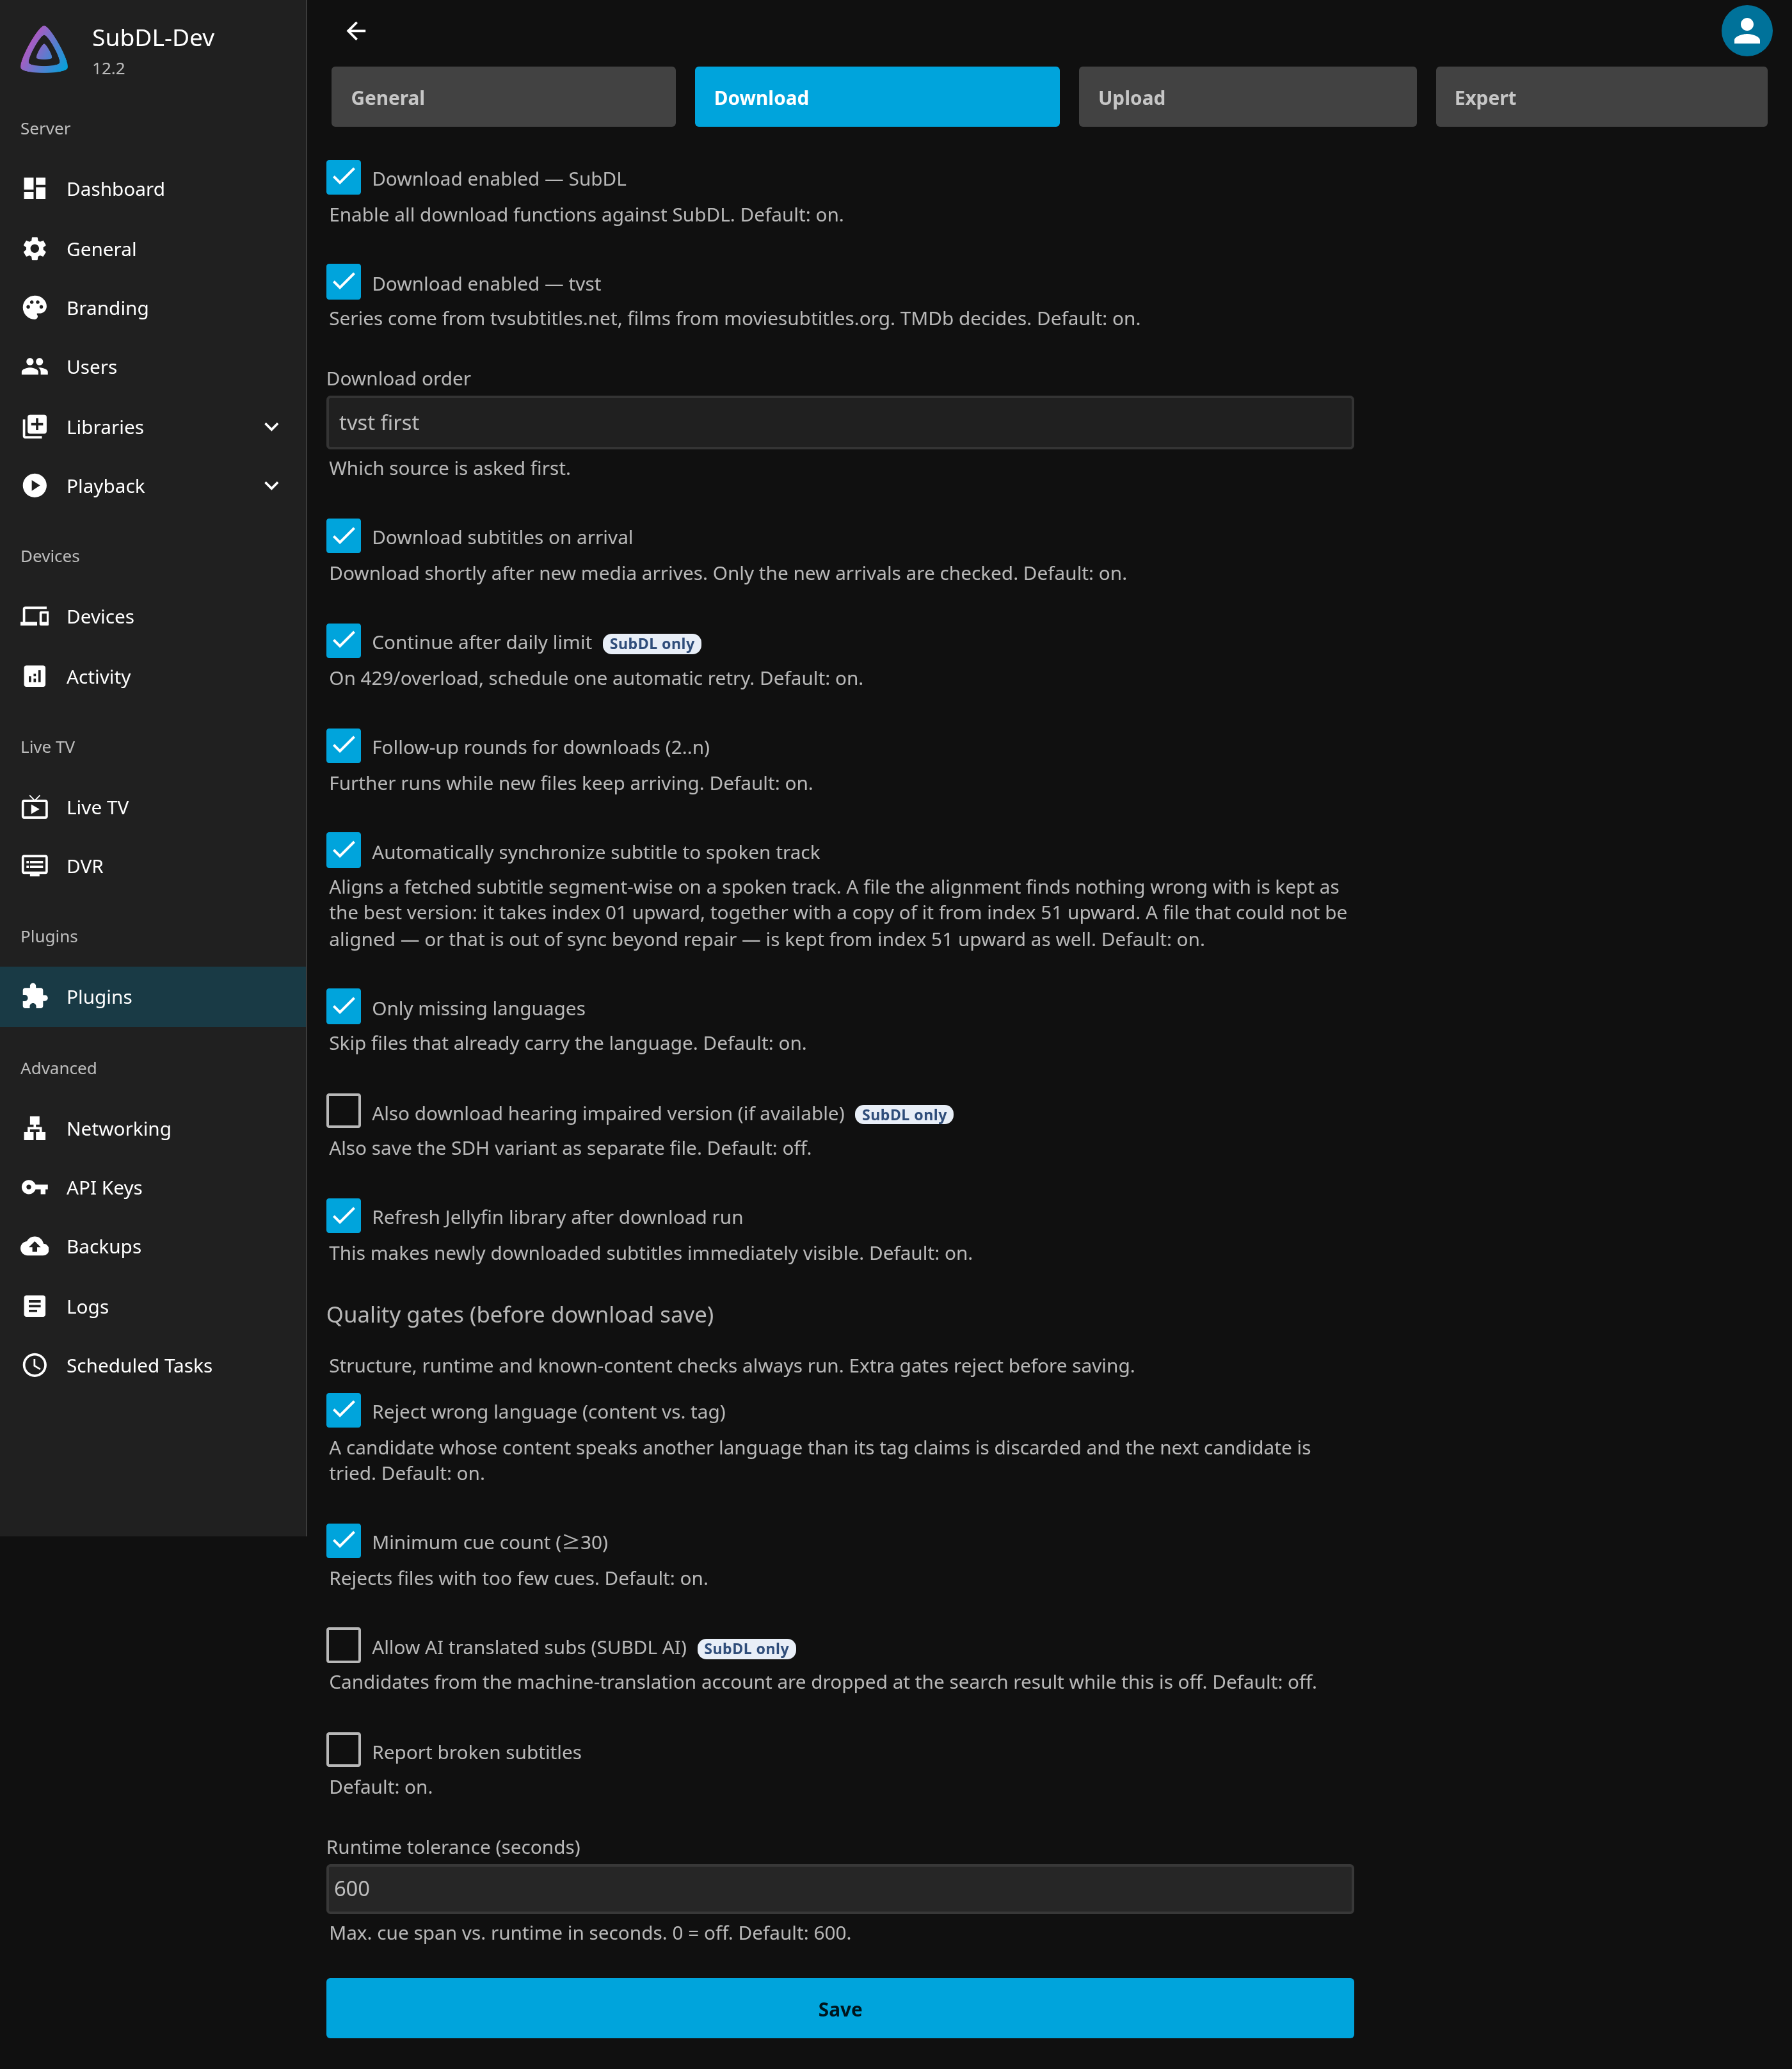 SubDL-Dev
12.2
Server
Dashboard
General
Branding
Users
Libraries
Playback
Devices
Devices
Activity
Live TV
Live TV
DVR
Plugins
Plugins
Advanced
Networking
API Keys
Backups
Logs
Scheduled Tasks
General
Download
Upload
Expert
Download enabled — SubDL
Enable all download functions against SubDL. Default: on.
Download enabled — tvst
Series come from tvsubtitles.net, films from moviesubtitles.org. TMDb decides. Default: on.
Download order
tvst first
Which source is asked first.
Download subtitles on arrival
Download shortly after new media arrives. Only the new arrivals are checked. Default: on.
Continue after daily limit SubDL only
On 429/overload, schedule one automatic retry. Default: on.
Follow-up rounds for downloads (2..n)
Further runs while new files keep arriving. Default: on.
Automatically synchronize subtitle to spoken track
Aligns a fetched subtitle segment-wise on a spoken track. A file the alignment finds nothing wrong with is kept as
the best version: it takes index 01 upward, together with a copy of it from index 51 upward. A file that could not be
aligned — or that is out of sync beyond repair — is kept from index 51 upward as well. Default: on.
Only missing languages
Skip files that already carry the language. Default: on.
Also download hearing impaired version (if available) SubDL only
Also save the SDH variant as separate file. Default: off.
Refresh Jellyfin library after download run
This makes newly downloaded subtitles immediately visible. Default: on.
Quality gates (before download save)
Structure, runtime and known-content checks always run. Extra gates reject before saving.
Reject wrong language (content vs. tag)
A candidate whose content speaks another language than its tag claims is discarded and the next candidate is
tried. Default: on.
Minimum cue count (≥30)
Rejects files with too few cues. Default: on.
Allow AI translated subs (SUBDL AI) SubDL only
Candidates from the machine-translation account are dropped at the search result while this is off. Default: off.
Report broken subtitles
Default: on.
Runtime tolerance (seconds)
600
Max. cue span vs. runtime in seconds. 0 = off. Default: 600.
Save